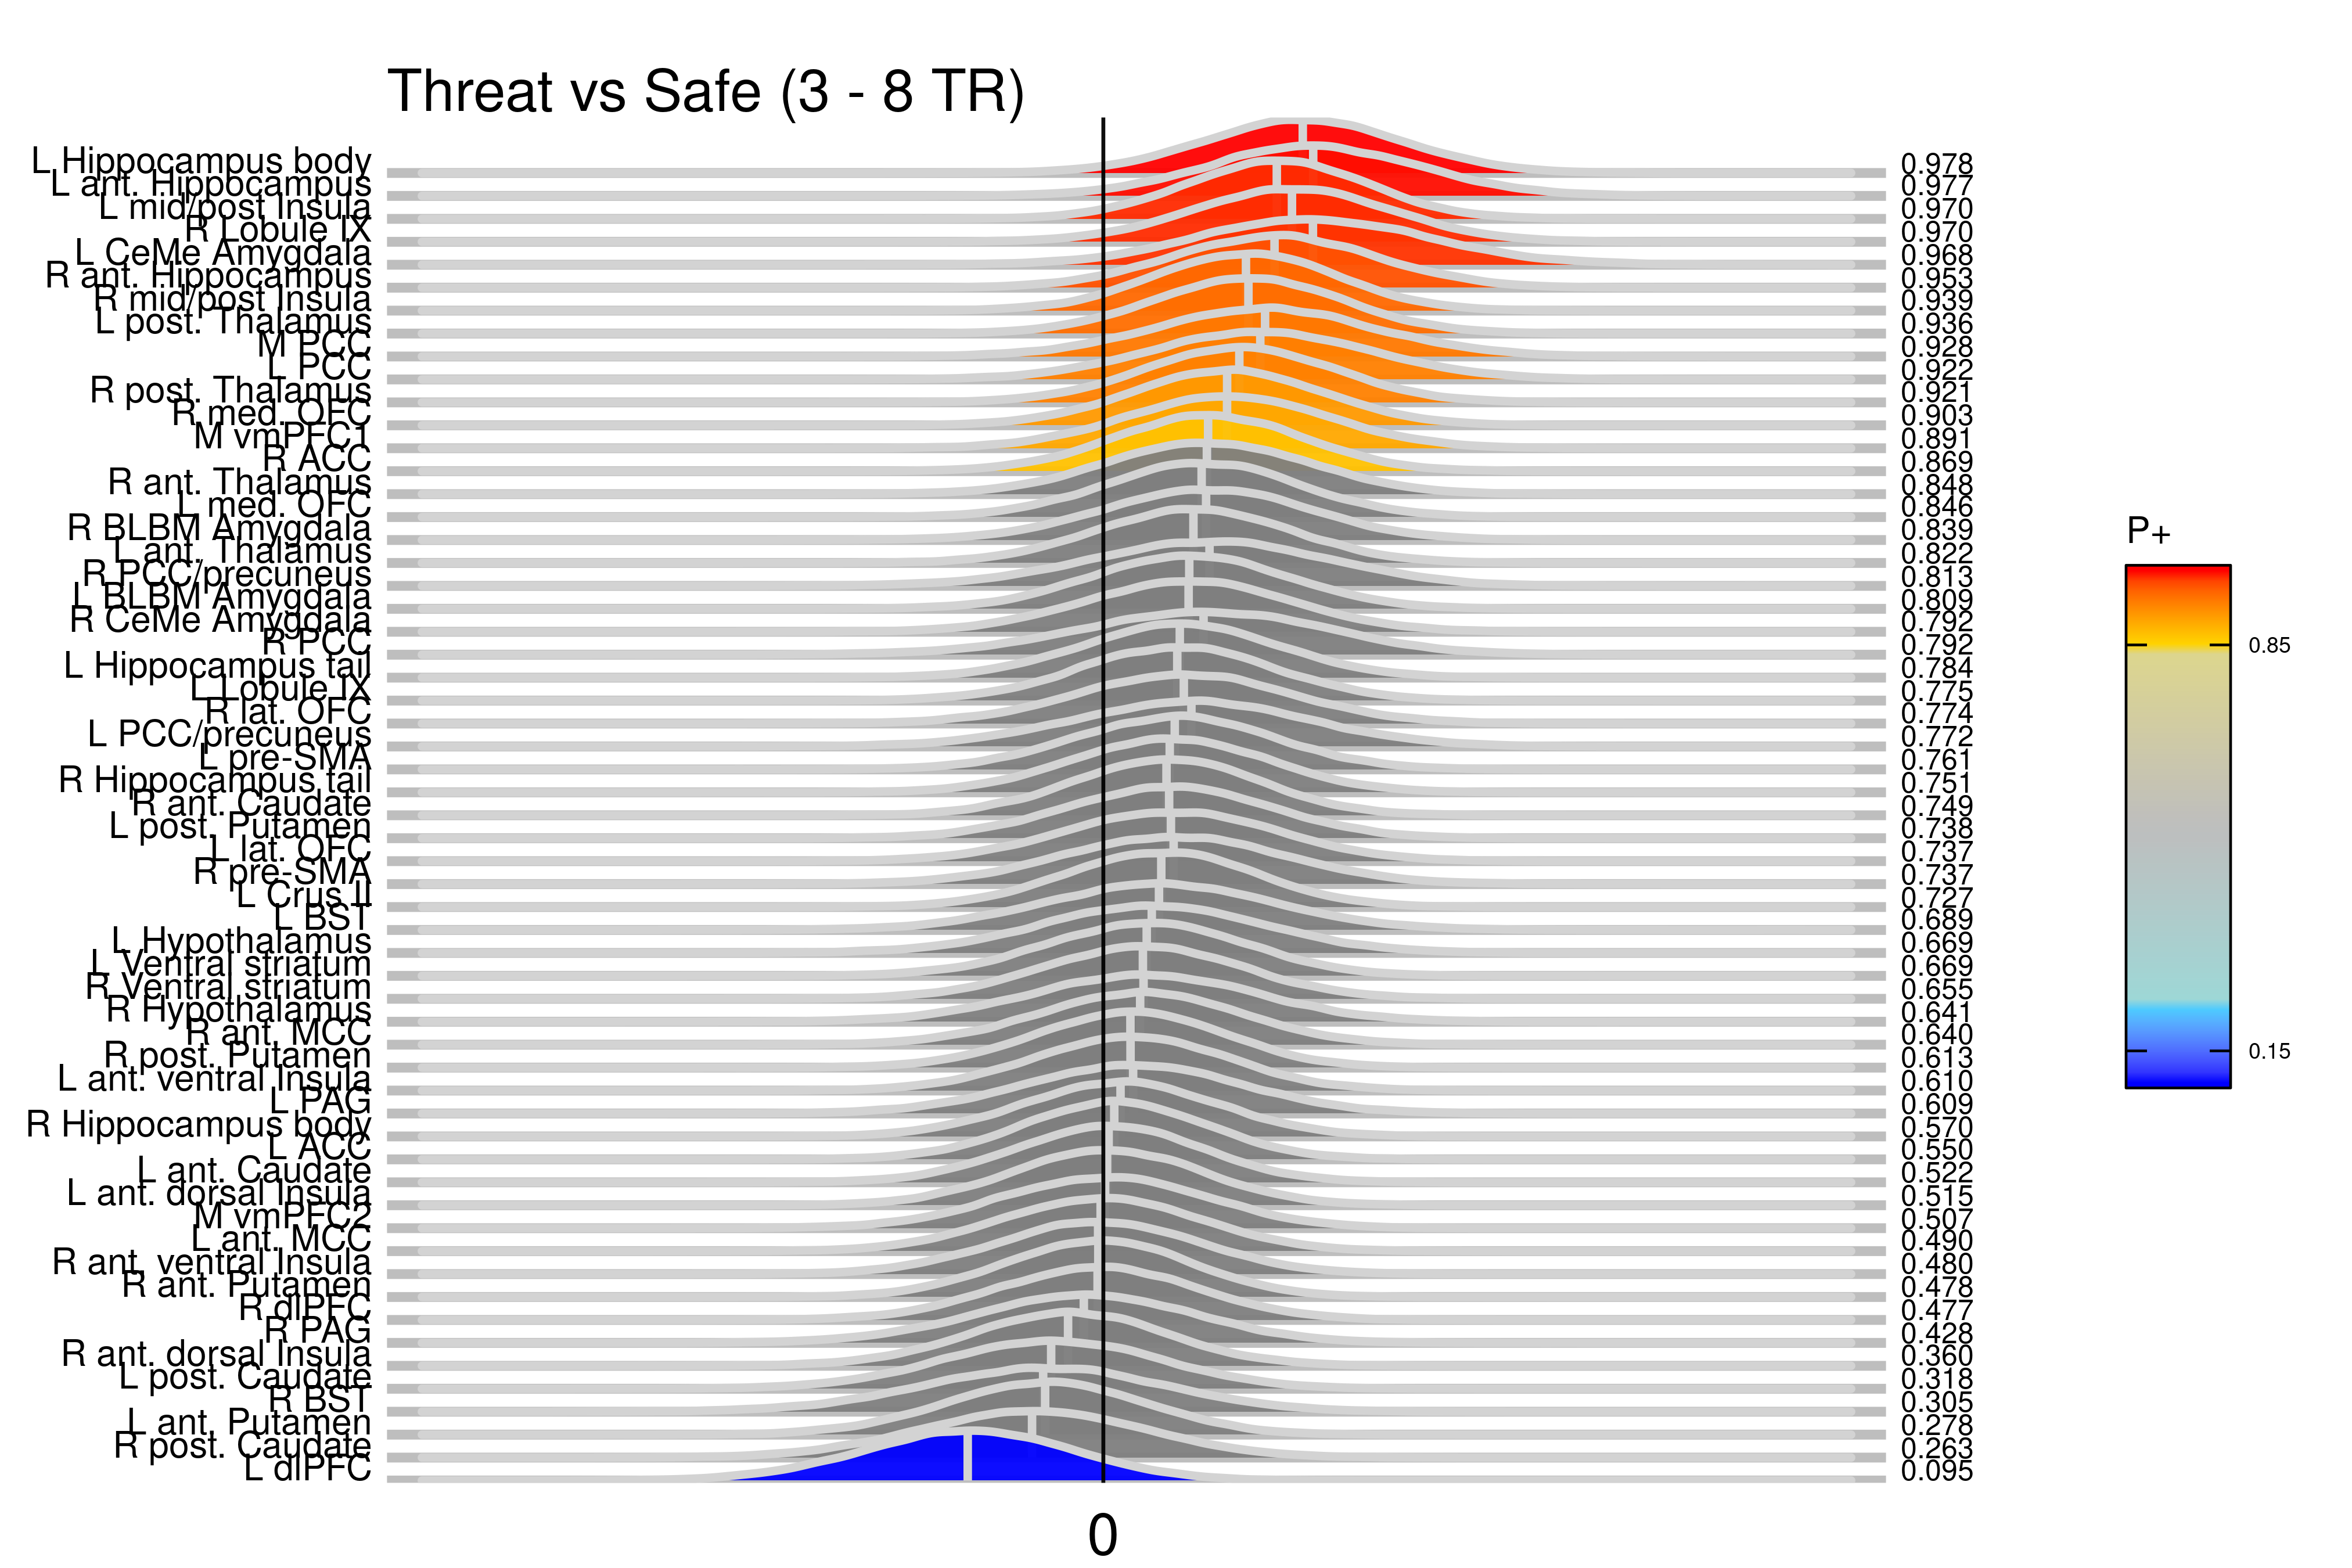 Threat vs Safe (3 - 8 TR)
L Hippocampus body 0.978
L ant. Hippocampus 0.977
L mid/post Insula 0.970
R Lobule IX 0.970
L CeMe Amygdala 0.968
R ant. Hippocampus 0.953
R mid/post Insula 0.939
L post. Thalamus 0.936
M PCC 0.928
L PCC 0.922
R post. Thalamus 0.921
R med. OFC 0.903
M vmPFC1 0.891
R ACC 0.869
R ant. Thalamus 0.848
L med. OFC 0.846
R BLBM Amygdala 0.839
L ant. Thalamus 0.822
R PCC/precuneus 0.813
L BLBM Amygdala 0.809
R CeMe Amygdala 0.792
R PCC 0.792
L Hippocampus tail 0.784
L Lobule IX 0.775
R lat. OFC 0.774
L PCC/precuneus 0.772
L pre-SMA 0.761
R Hippocampus tail 0.751
R ant. Caudate 0.749
L post. Putamen 0.738
L lat. OFC 0.737
R pre-SMA 0.737
L Crus II 0.727
L BST 0.689
L Hypothalamus 0.669
L Ventral striatum 0.669
R Ventral striatum 0.655
R Hypothalamus 0.641
R ant. MCC 0.640
R post. Putamen 0.613
L ant. ventral Insula 0.610
L PAG 0.609
R Hippocampus body 0.570
L ACC 0.550
L ant. Caudate 0.522
L ant. dorsal Insula 0.515
M vmPFC2 0.507
L ant. MCC 0.490
R ant. ventral Insula 0.480
R ant. Putamen 0.478
R dlPFC 0.477
R PAG 0.428
R ant. dorsal Insula 0.360
L post. Caudate 0.318
R BST 0.305
L ant. Putamen 0.278
R post. Caudate 0.263
L dlPFC 0.095
0
P+
0.85
0.15